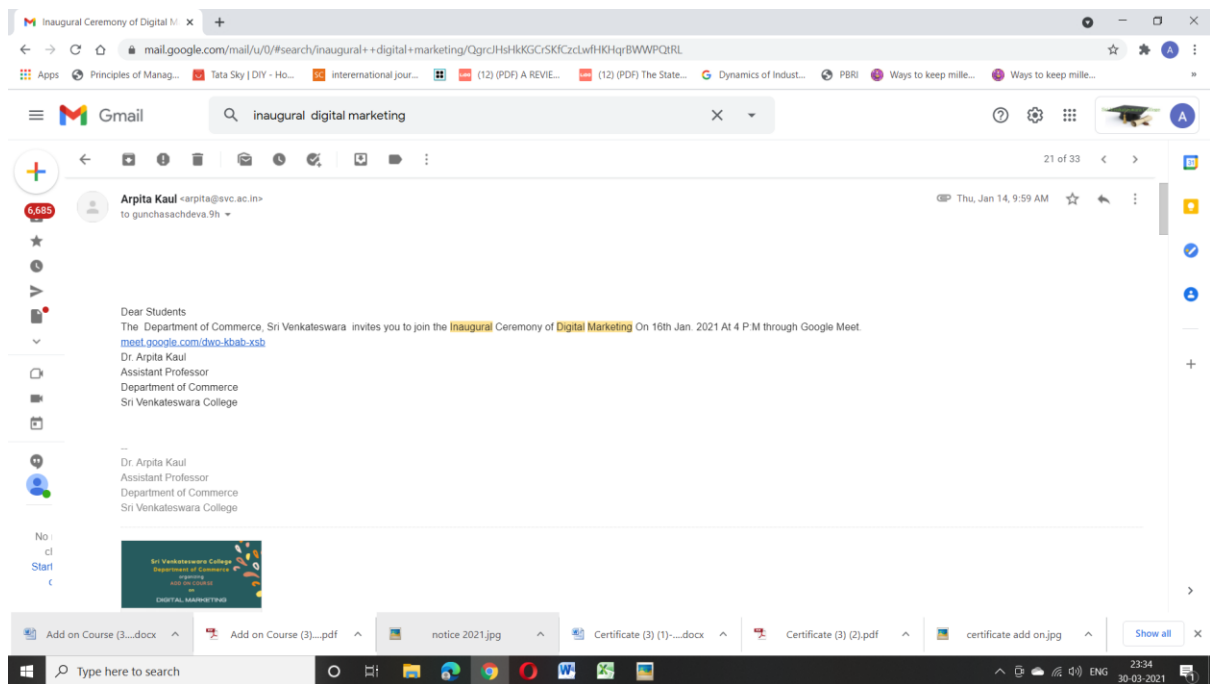 Inaugural Ceremony of Digital M
mail.google.com/mail/u/0/#search/inaugural++digital+marketing/QgrcJHsHkKGCrSKfCzcLwfHKHqrBWWPQtRL
Apps Principles of Manag... Tata Sky | DIY - Ho... SC interernational jour... (12) (PDF) A REVIE... (12) (PDF) The State... Dynamics of Indust... PBRI Ways to keep mille... Ways to keep mille... »
Gmail inaugural digital marketing A
21 of 33
6,685
Arpita Kaul <arpita@svc.ac.in> Thu, Jan 14, 9:59 AM
to gunchasachdeva.9h
Dear Students
The Department of Commerce, Sri Venkateswara invites you to join the Inaugural Ceremony of Digital Marketing On 16th Jan. 2021 At 4 P.M through Google Meet.
meet.google.com/dwo-kbab-xsb
Dr. Arpita Kaul
Assistant Professor
Department of Commerce
Sri Venkateswara College
--
Dr. Arpita Kaul
Assistant Professor
Department of Commerce
Sri Venkateswara College
No
cl
Start
c
Sri Venkateswara College
Department of Commerce
organising
ADD ON COURSE
on
DIGITAL MARKETING
Add on Course (3....docx Add on Course (3)....pdf notice 2021.jpg Certificate (3) (1)-....docx Certificate (3) (2).pdf certificate add on.jpg Show all
Type here to search ENG 23:34
30-03-2021